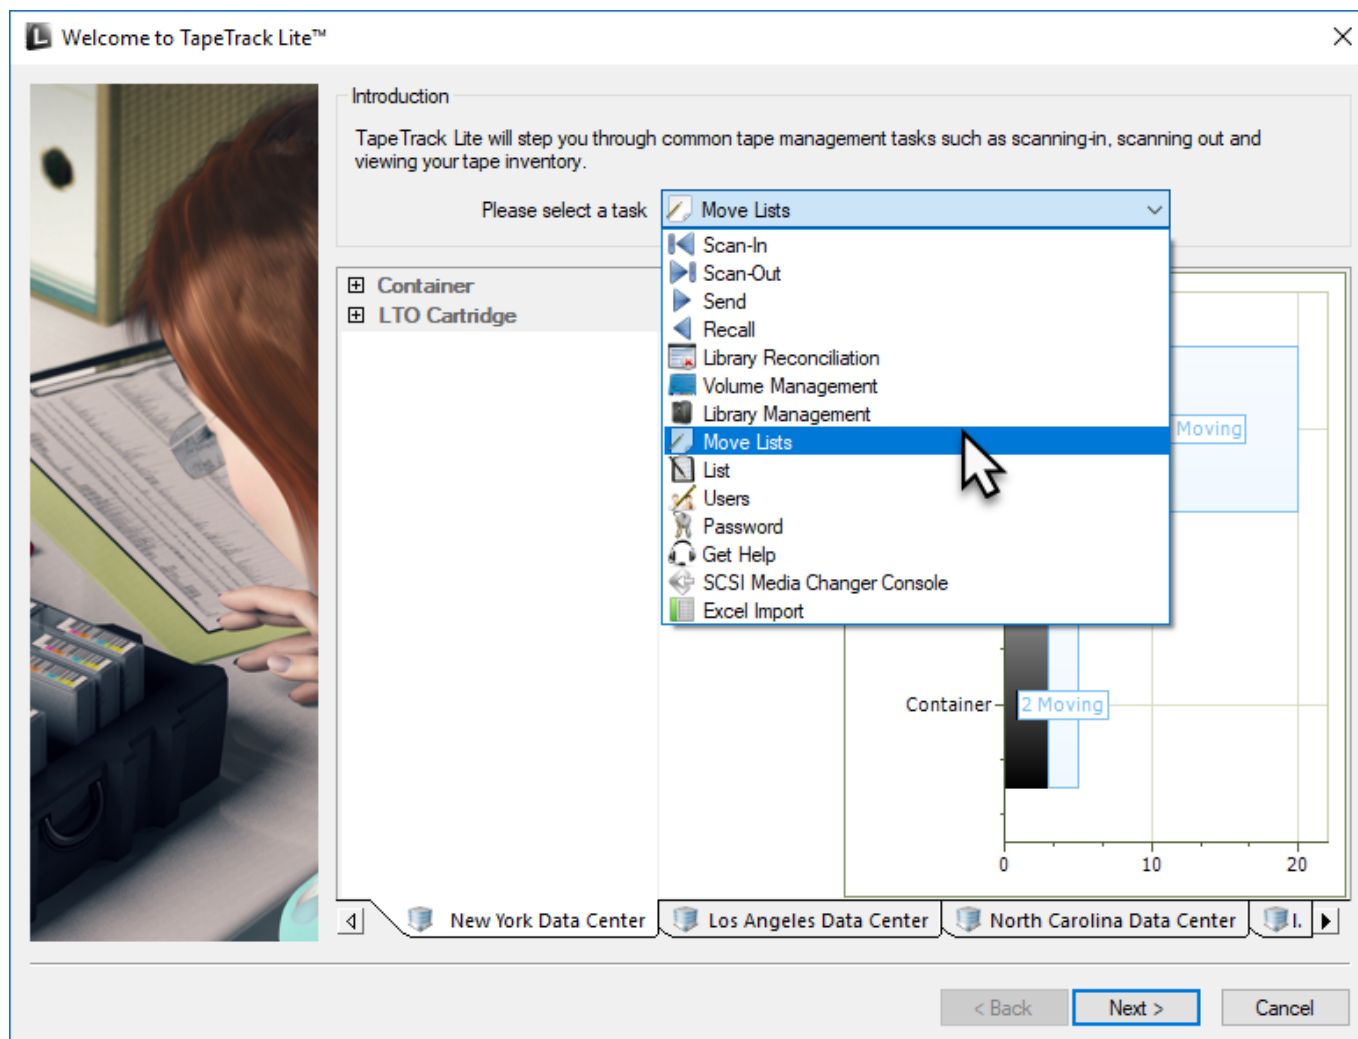 Welcome to TapeTrack Lite™
Introduction
TapeTrack Lite will step you through common tape management tasks such as scanning-in, scanning out and
viewing your tape inventory.
Please select a task
Move Lists
Scan-In
Scan-Out
Send
Recall
Library Reconciliation
Volume Management
Library Management
Move Lists
List
Users
Password
Get Help
SCSI Media Changer Console
Excel Import
Container
LTO Cartridge
Moving
Container
2 Moving
0 10 20
New York Data Center
Los Angeles Data Center
North Carolina Data Center
I.
< Back
Next >
Cancel